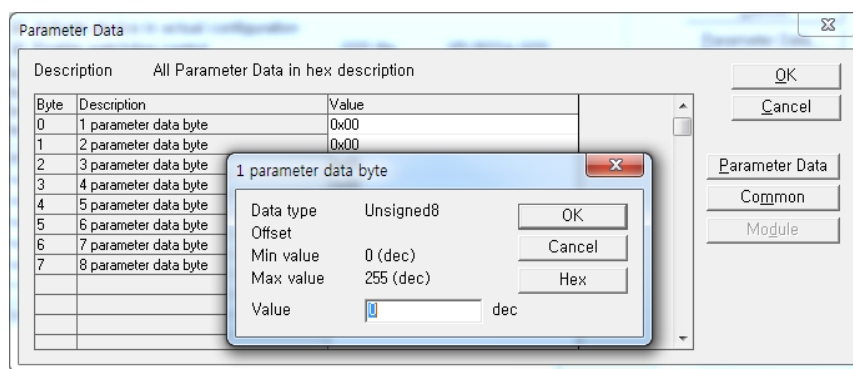 Parameter Data
Description All Parameter Data in hex description
OK
Cancel
Parameter Data
Common
Module
Byte Description Value
0 1 parameter data byte 0x00
1 2 parameter data byte 0x00
2 3 parameter data byte
3 4 parameter data byte
4 5 parameter data byte
5 6 parameter data byte
6 7 parameter data byte
7 8 parameter data byte
1 parameter data byte
Data type Unsigned8
Offset
Min value 0 (dec)
Max value 255 (dec)
Value 0 dec
OK
Cancel
Hex